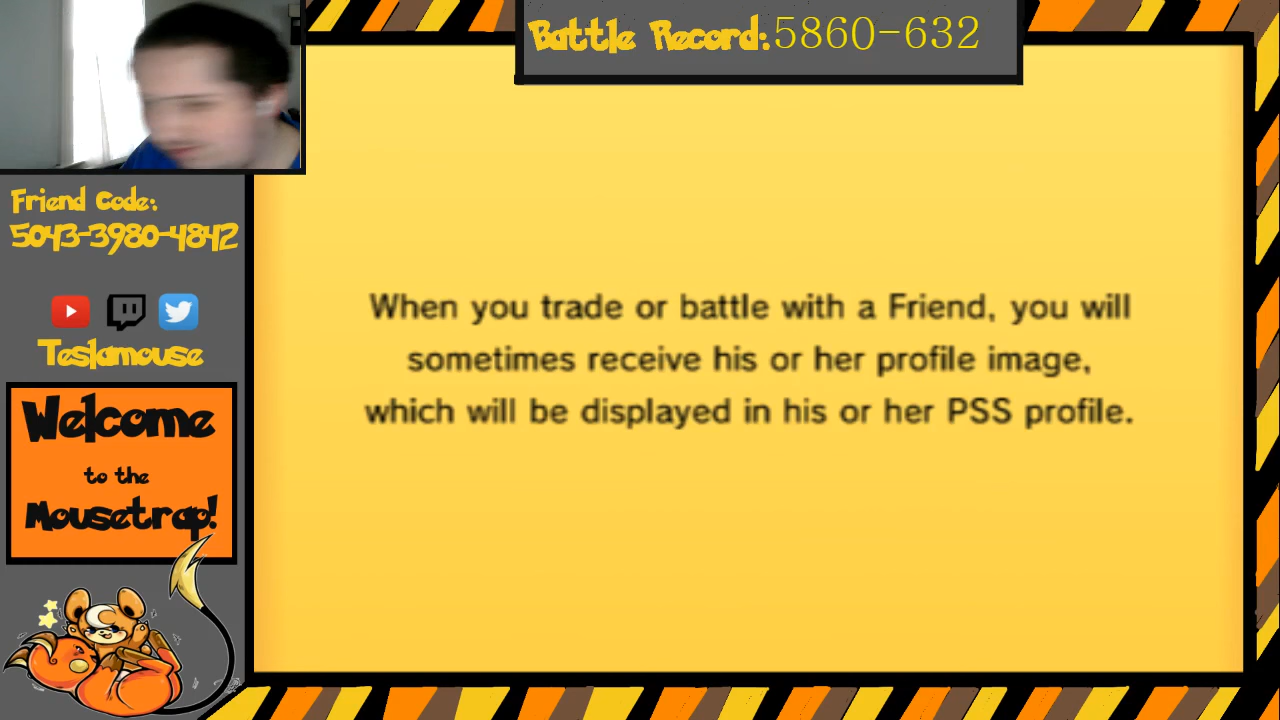 Battle Record: 5860-632
Friend Code:
5043-3980-4842
Teslamouse
Welcome
to the
Mousetrap!
When you trade or battle with a Friend, you will
sometimes receive his or her profile image,
which will be displayed in his or her PSS profile.